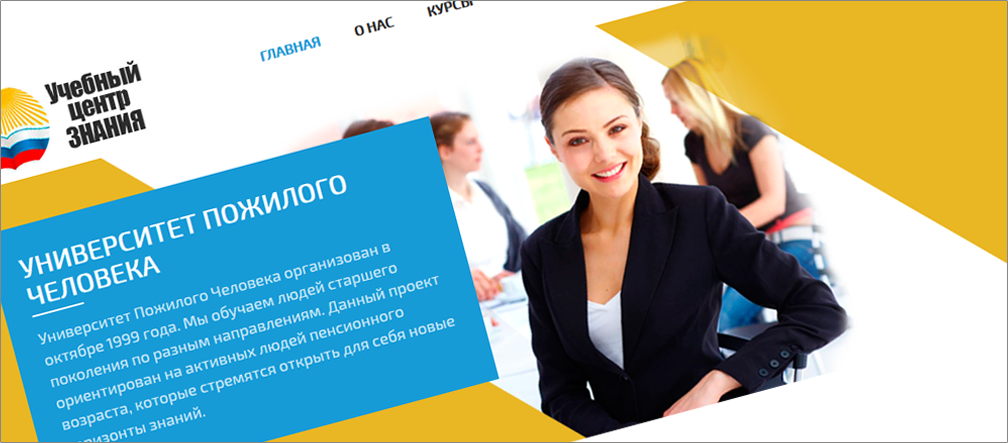 ГЛАВНАЯ
О НАС
КУРСЫ
Учебный
центр
ЗНАНИЯ
УНИВЕРСИТЕТ ПОЖИЛОГО
ЧЕЛОВЕКА
Университет Пожилого Человека организован в
октябре 1999 года. Мы обучаем людей старшего
поколения по разным направлениям. Данный проект
ориентирован на активных людей пенсионного
возраста, которые стремятся открыть для себя новые
горизонты знаний.